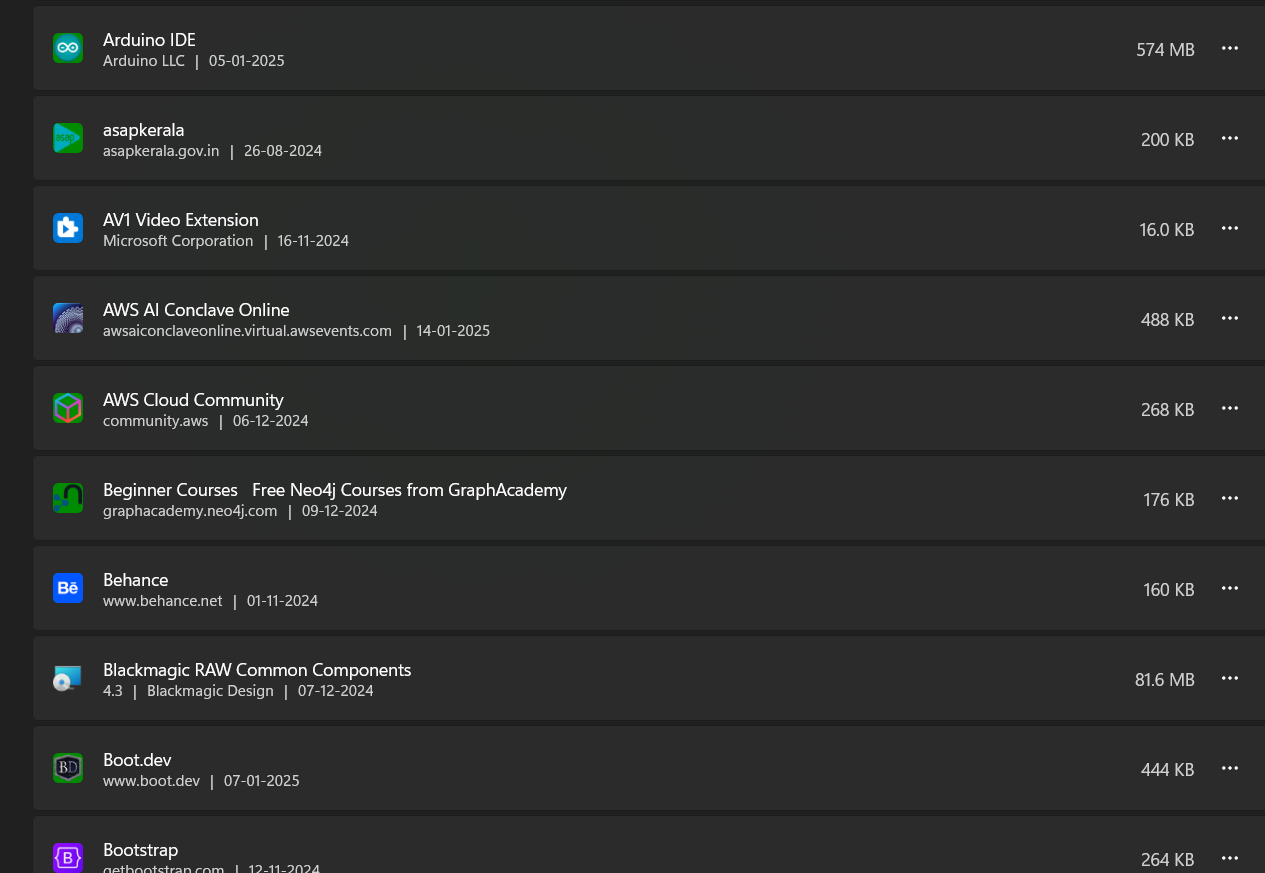 Arduino IDE
Arduino LLC | 05-01-2025
574 MB
asap
asapkerala
asapkerala.gov.in | 26-08-2024
200 KB
AV1 Video Extension
Microsoft Corporation | 16-11-2024
16.0 KB
AWS AI Conclave Online
awsaiconclaveonline.virtual.awsevents.com | 14-01-2025
488 KB
AWS Cloud Community
community.aws | 06-12-2024
268 KB
Beginner Courses   Free Neo4j Courses from GraphAcademy
graphacademy.neo4j.com | 09-12-2024
176 KB
Bē
Behance
www.behance.net | 01-11-2024
160 KB
Blackmagic RAW Common Components
4.3 | Blackmagic Design | 07-12-2024
81.6 MB
BD
Boot.dev
www.boot.dev | 07-01-2025
444 KB
B
Bootstrap
getbootstrap.com | 12-11-2024
264 KB